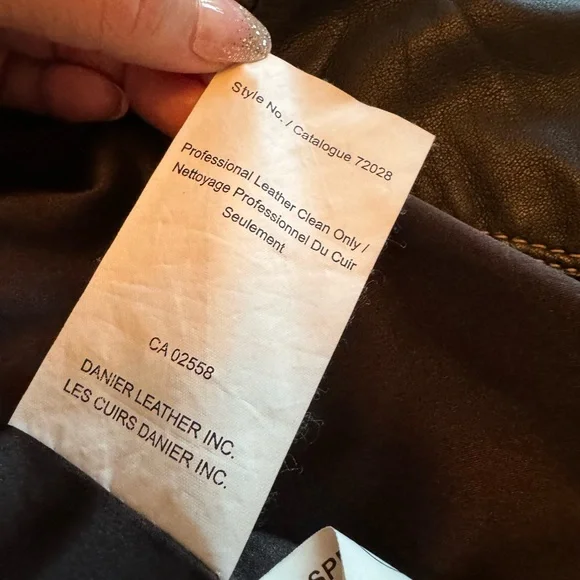 Style No. / Catalogue 72028
Professional Leather Clean Only /
Nettoyage Professionnel Du Cuir
Seulement
CA 02558
DANIER LEATHER INC.
LES CUIRS DANIER INC.